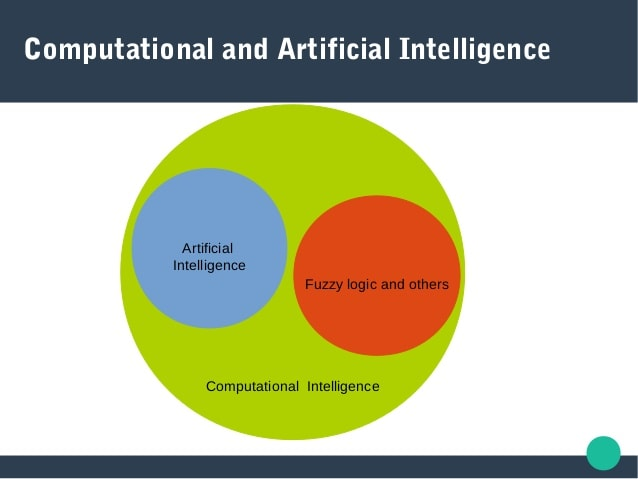 Computational and Artificial Intelligence
Artificial
Intelligence
Fuzzy logic and others
Computational  Intelligence